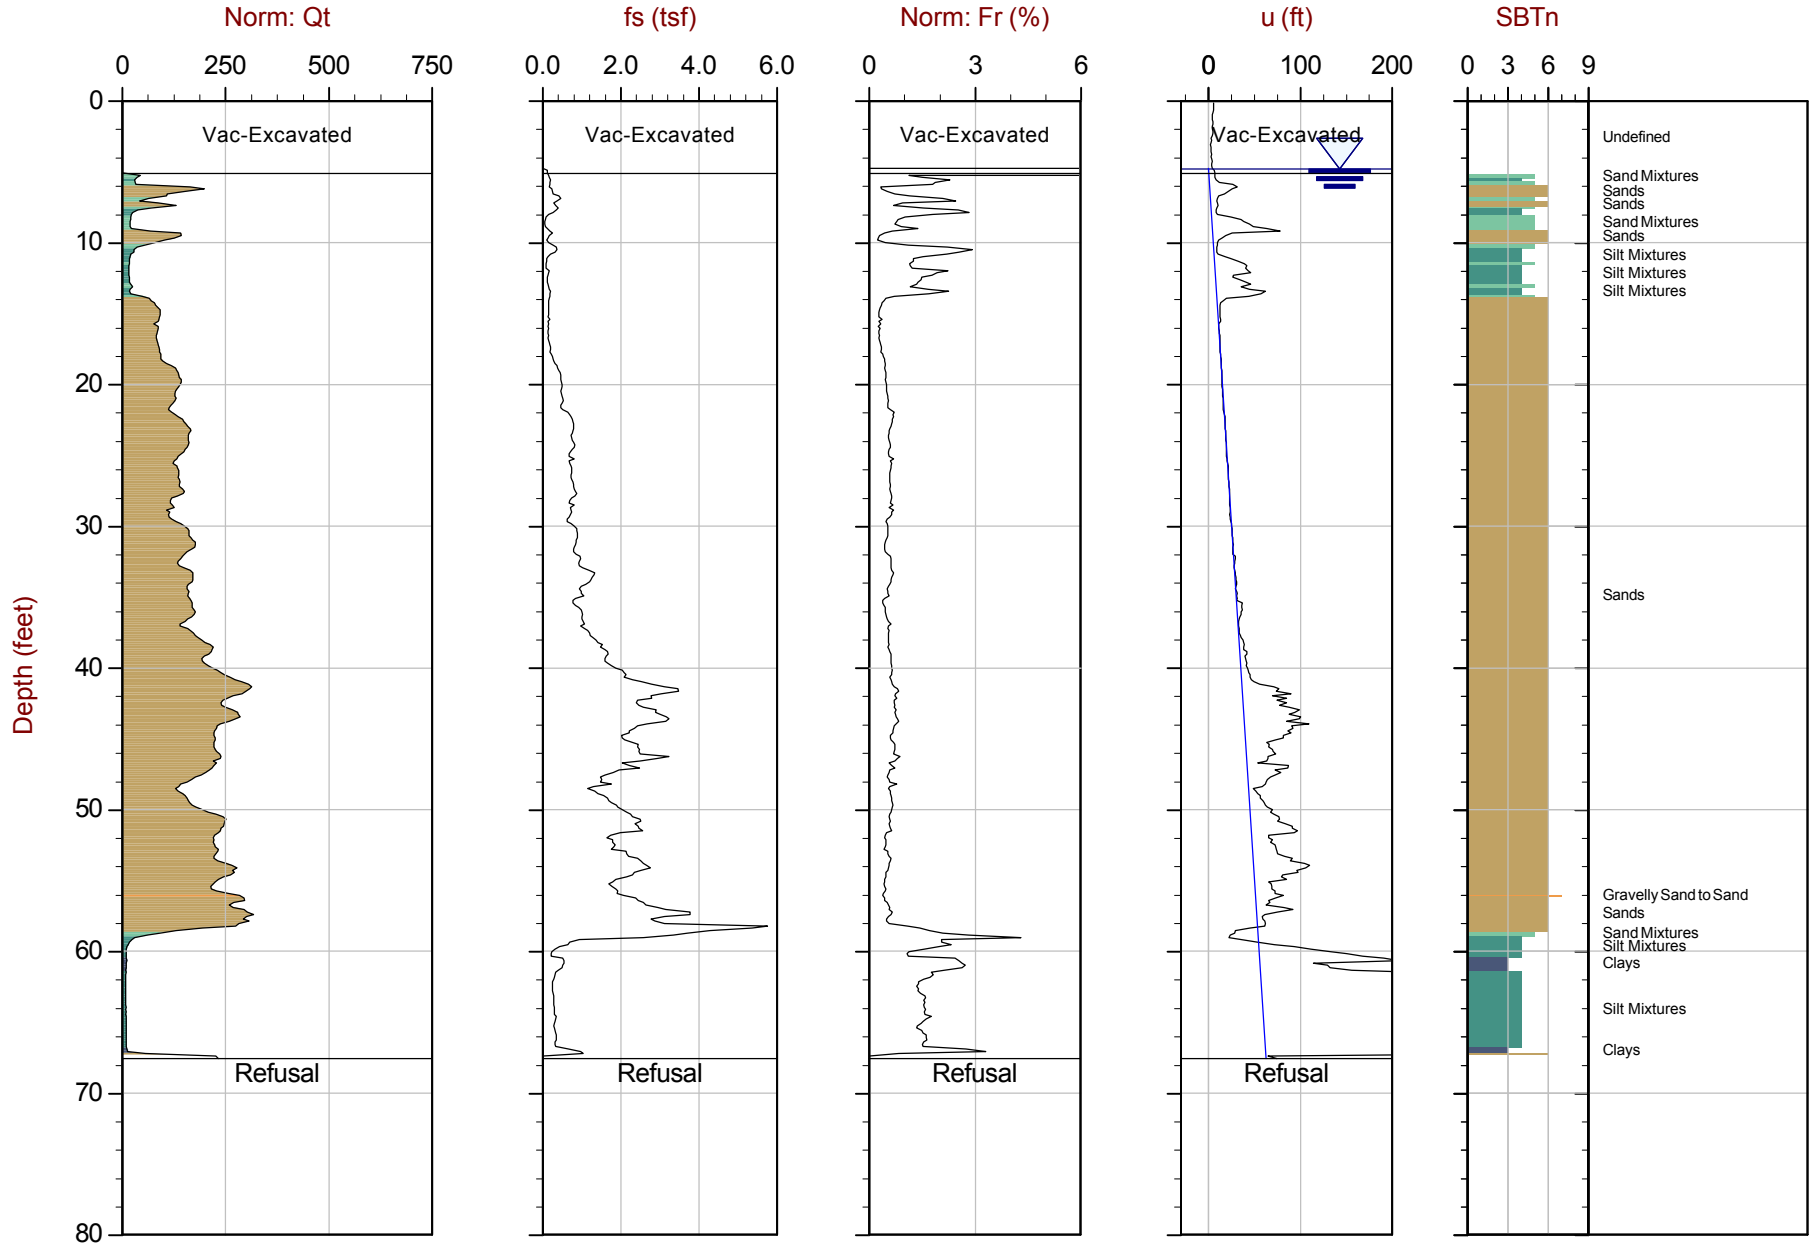 Norm: Qt
fs (tsf)
Norm: Fr (%)
u (ft)
SBTn
0 250 500 750
0.0 2.0 4.0 6.0
0 3 6
0 100 200
0 3 6 9
Depth (feet)
0
10
20
30
40
50
60
70
80
Vac-Excavated
Vac-Excavated
Vac-Excavated
Vac-Excavated
Undefined
Sand Mixtures
Sands
Sands
Sand Mixtures
Sands
Silt Mixtures
Silt Mixtures
Silt Mixtures
Sands
Gravelly Sand to Sand
Sands
Sand Mixtures
Silt Mixtures
Clays
Silt Mixtures
Clays
Refusal
Refusal
Refusal
Refusal